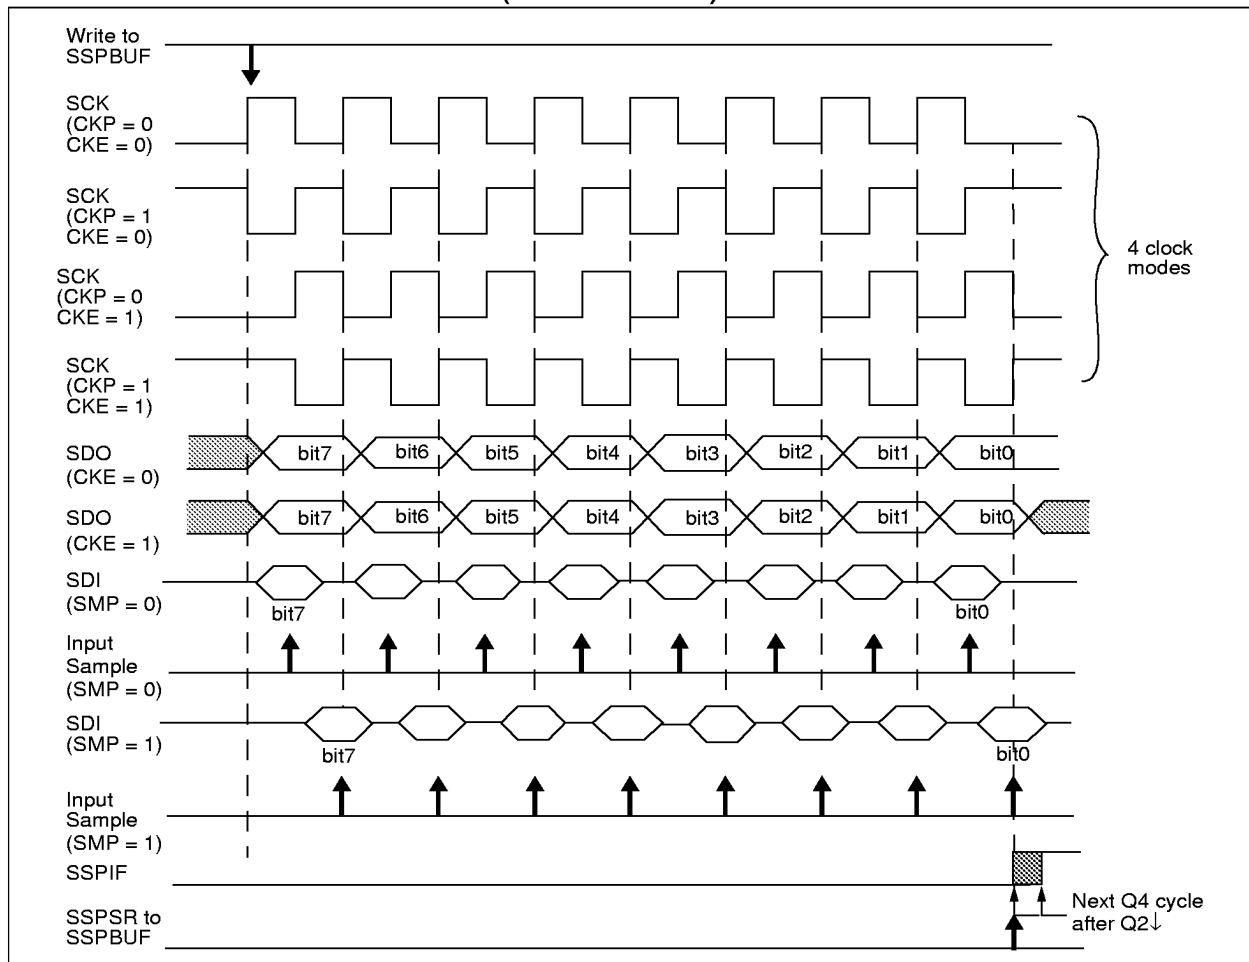 Write to
SSPBUF
SCK
(CKP = 0
CKE = 0)
SCK
(CKP = 1
CKE = 0)
SCK
(CKP = 0
CKE = 1)
SCK
(CKP = 1
CKE = 1)
4 clock
modes
SDO
(CKE = 0)
bit7 bit6 bit5 bit4 bit3 bit2 bit1 bit0
SDO
(CKE = 1)
bit7 bit6 bit5 bit4 bit3 bit2 bit1 bit0
SDI
(SMP = 0)
bit7 bit0
Input
Sample
(SMP = 0)
SDI
(SMP = 1)
bit7 bit0
Input
Sample
(SMP = 1)
SSPIF
SSPSR to
SSPBUF
Next Q4 cycle
after Q2↓